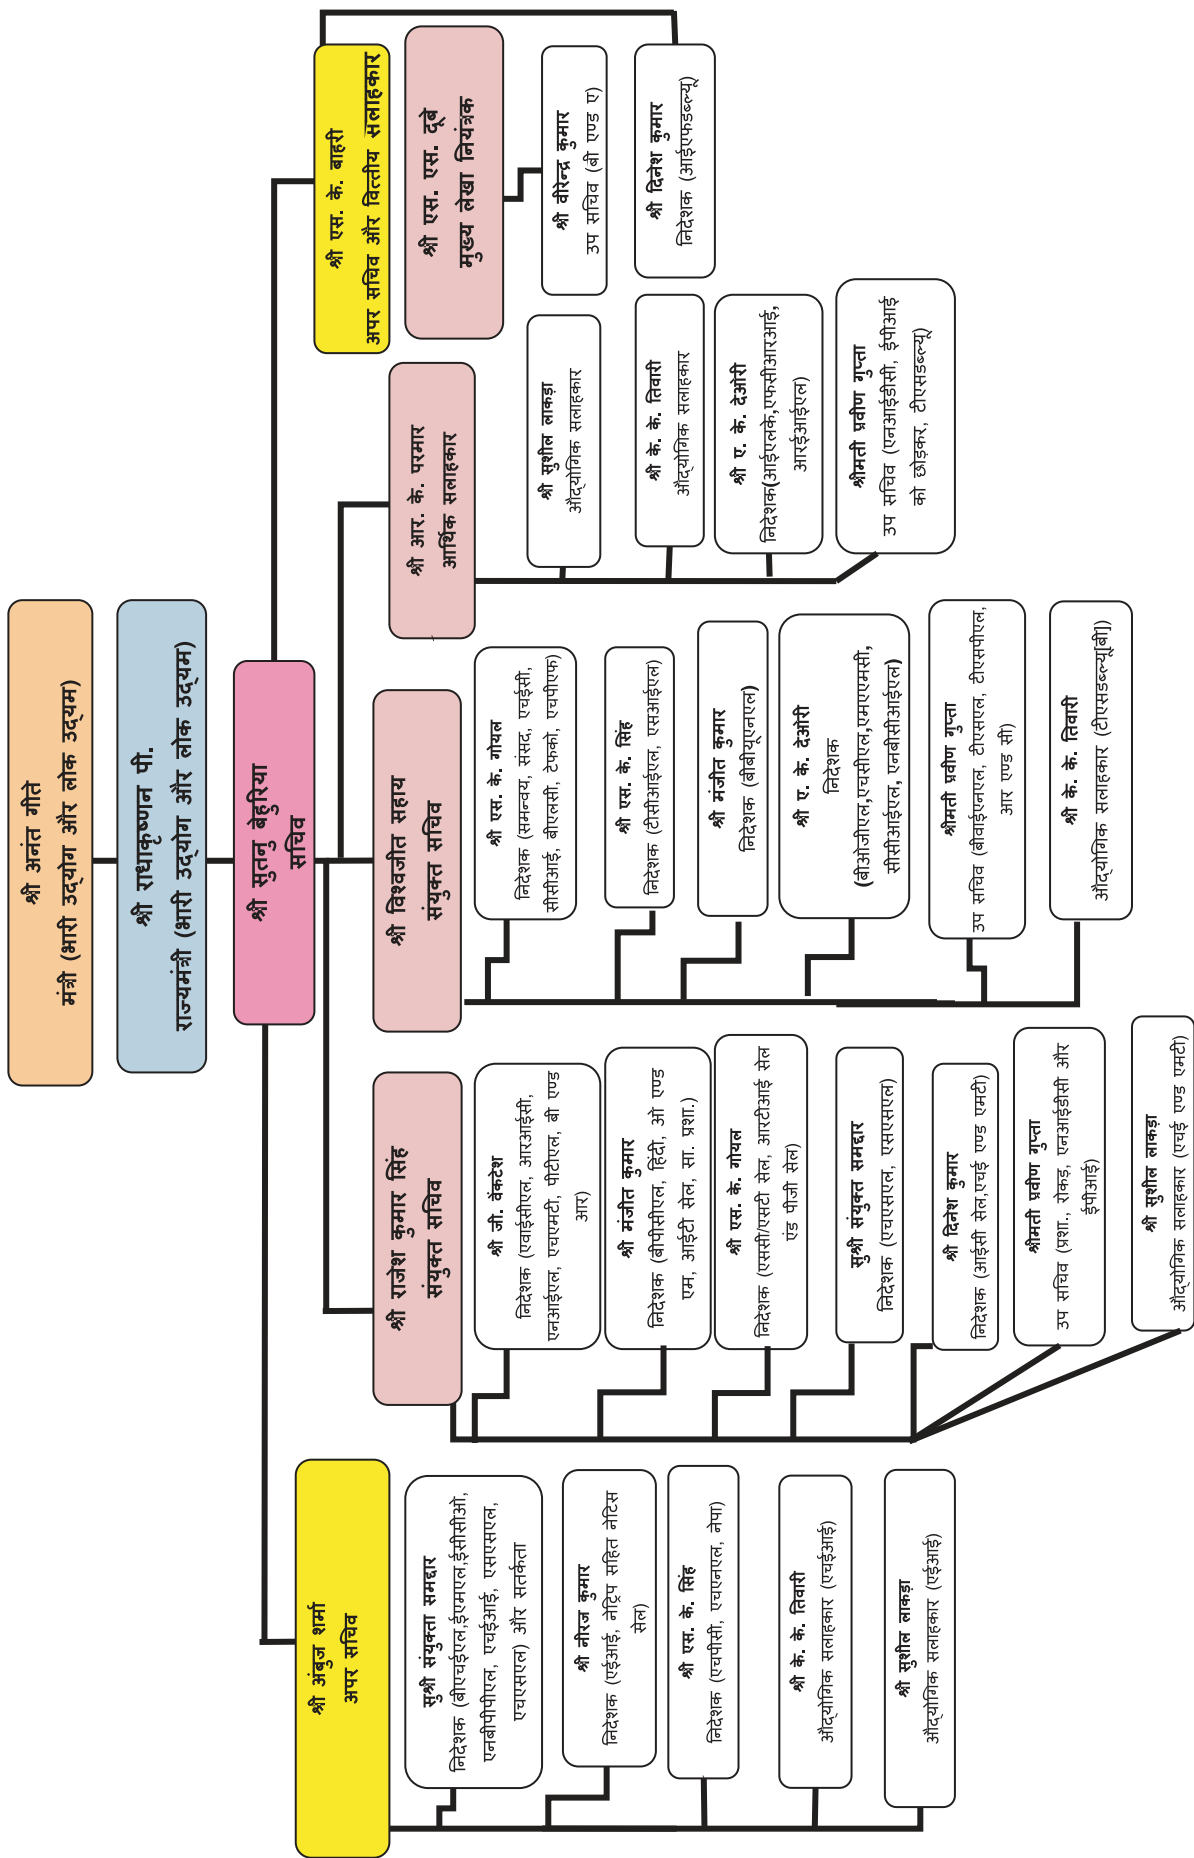 श्री अनंत गीते
मंत्री (भारी उद्योग और लोक उद्यम)
श्री राधाकृष्णन पी.
राज्यमंत्री (भारी उद्योग और लोक उद्यम)
श्री सुतनु बेहुरिया
सचिव
श्री अंबुज शर्मा
अपर सचिव
श्री राजेश कुमार सिंह
संयुक्त सचिव
श्री विश्वजीत सहाय
संयुक्त सचिव
श्री आर. के. परमार
आर्थिक सलाहकार
श्री एस. के. बाहरी
अपर सचिव और वित्तीय सलाहकार
श्री एस. एस. दूबे
मुख्य लेखा नियंत्रक
सुश्री संयुक्ता समद्दार
निदेशक (बीएचईएल,ईएमएल,ईसीसीओ,
एनबीपीपीएल, एचईआई, एसएसएल,
एचएसएल) और सतर्कता
श्री नीरज कुमार
निदेशक (एईआई, नेट्रिप सहित नेटिस
सेल)
श्री एस. के. सिंह
निदेशक (एचपीसी, एचएनएल, नेपा)
श्री के. के. तिवारी
औद्योगिक सलाहकार (एचईआई)
श्री सुशील लाकड़ा
औद्योगिक सलाहकार (एईआई)
श्री जी. वेंकटेश
निदेशक (एवाईसीएल, आरआईसी,
एनआईएल, एचएमटी, पीटीएल, बी एण्ड
आर)
श्री मंजीत कुमार
निदेशक (बीपीसीएल, हिंदी, ओ एण्ड
एम, आईटी सेल, सा. प्रशा.)
श्री एस. के. गोयल
निदेशक (एससी/एसटी सेल, आरटीआई सेल
एंड पीजी सेल)
सुश्री संयुक्त समद्दार
निदेशक (एचएसएल, एसएसएल)
श्री दिनेश कुमार
निदेशक (आईसी सेल,एचई एण्ड एमटी)
श्रीमती प्रवीण गुप्ता
उप सचिव (प्रशा., रोकड़, एनआईडीसी और
ईपीआई)
श्री सुशील लाकड़ा
औद्योगिक सलाहकार (एचई एण्ड एमटी)
श्री एस. के. गोयल
निदेशक (समन्वय, संसद, एचईसी,
सीसीआई, बीएलसी, टेफको, एचपीएफ)
श्री एस. के. सिंह
निदेशक (टीसीआईएल, एसआईएल)
श्री मंजीत कुमार
निदेशक (बीबीयूएनएल)
श्री ए. के. देओरी
निदेशक
(बीओजीएल,एचसीएल,एमएएमसी,
सीसीआईएल, एनबीसीआईएल)
श्रीमती प्रवीण गुप्ता
उप सचिव (बीवाईएनएल, टीएसएल, टीएसपीएल,
आर एण्ड सी)
श्री के. के. तिवारी
औद्योगिक सलाहकार (टीएसडब्ल्यू[बी])
श्री सुशील लाकड़ा
औद्योगिक सलाहकार
श्री के. के. तिवारी
औद्योगिक सलाहकार
श्री ए. के. देओरी
निदेशक(आईएलके,एफसीआरआई,
आरईआईएल)
श्रीमती प्रवीण गुप्ता
उप सचिव (एनआईडीसी, ईपीआई
को छोड़कर, टीएसडब्ल्यू)
श्री वीरेन्द्र कुमार
उप सचिव (बी एण्ड ए)
श्री दिनेश कुमार
निदेशक (आईएफडब्ल्यू)